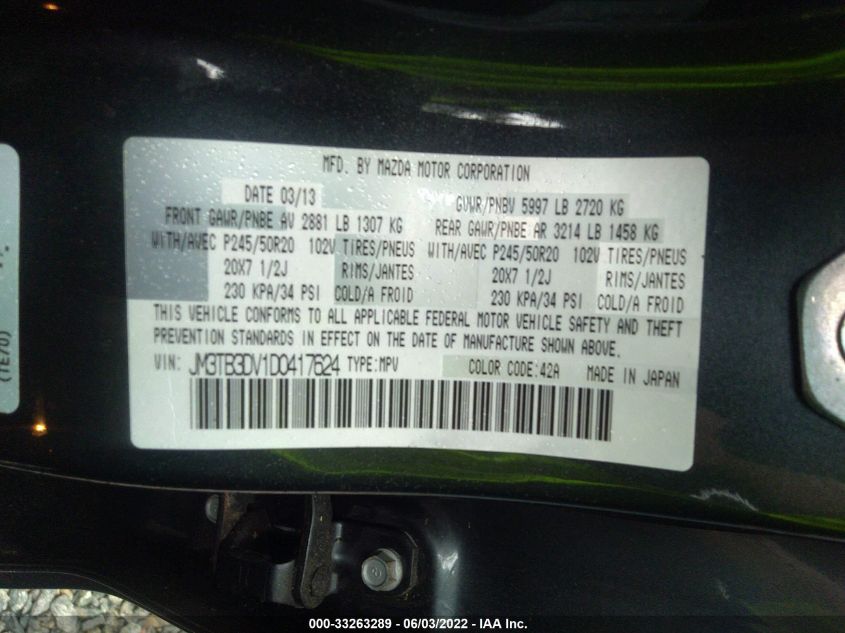 MFD. BY MAZDA MOTOR CORPORATION
DATE 03/13 GVWR/PNBV 5997 LB 2720 KG
FRONT GAWR/PNBE AV 2881 LB 1307 KG REAR GAWR/PNBE AR 3214 LB 1458 KG
WITH/AVEC P245/50R20 102V TIRES/PNEUS WITH/AVEC P245/50R20 102V TIRES/PNEUS
20X7 1/2J RIMS/JANTES 20X7 1/2J RIMS/JANTES
230 KPA/34 PSI COLD/A FROID 230 KPA/34 PSI COLD/A FROID
THIS VEHICLE CONFORMS TO ALL APPLICABLE FEDERAL MOTOR VEHICLE SAFETY AND THEFT
PREVENTION STANDARDS IN EFFECT ON THE DATE OF MANUFACTURE SHOWN ABOVE.
VIN: JM3TB3DV1D0417624 TYPE:MPV COLOR CODE:42A MADE IN JAPAN
(TE70)
000-33263289 - 06/03/2022 - IAA Inc.